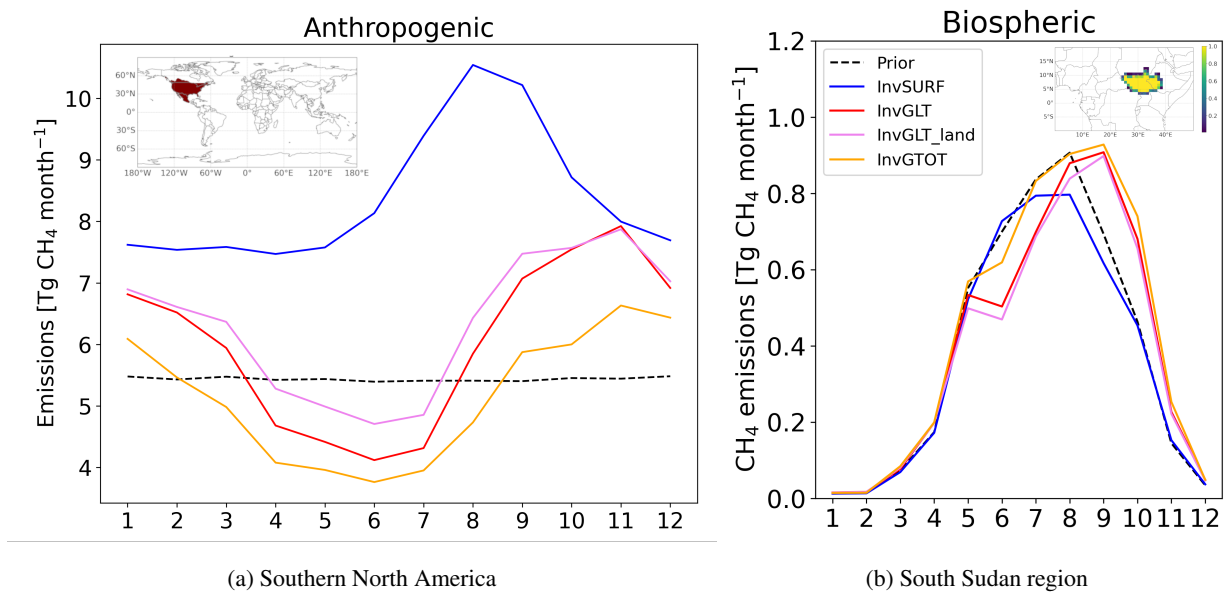 Anthropogenic
Emissions [Tg CH₄ month⁻¹]
10
9
8
7
6
5
4
60°N
30°N
0°
30°S
60°S
180°W 120°W 60°W 0° 60°E 120°E 180°E
1 2 3 4 5 6 7 8 9 10 11 12
(a) Southern North America
Biospheric
CH₄ emissions [Tg CH₄ month⁻¹]
1.2
1.0
0.8
0.6
0.4
0.2
0.0
Prior
InvSURF
InvGLT
InvGLT_land
InvGTOT
15°N
10°N
5°N
0°
5°S
10°E 20°E 30°E 40°E
1.0
0.8
0.6
0.4
0.2
1 2 3 4 5 6 7 8 9 10 11 12
(b) South Sudan region